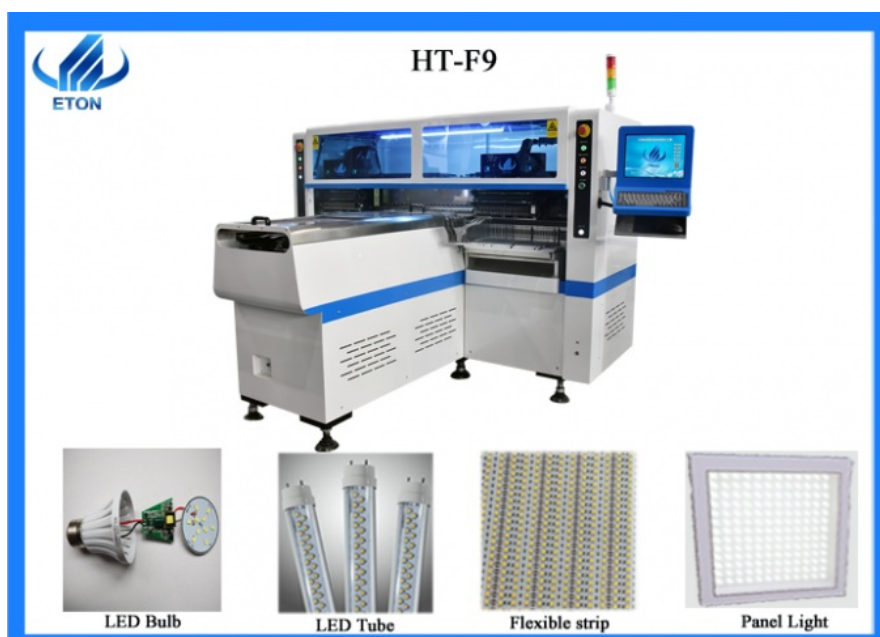 HT-F9
ETON
LED Bulb
LED Tube
Flexible strip
Panel Light